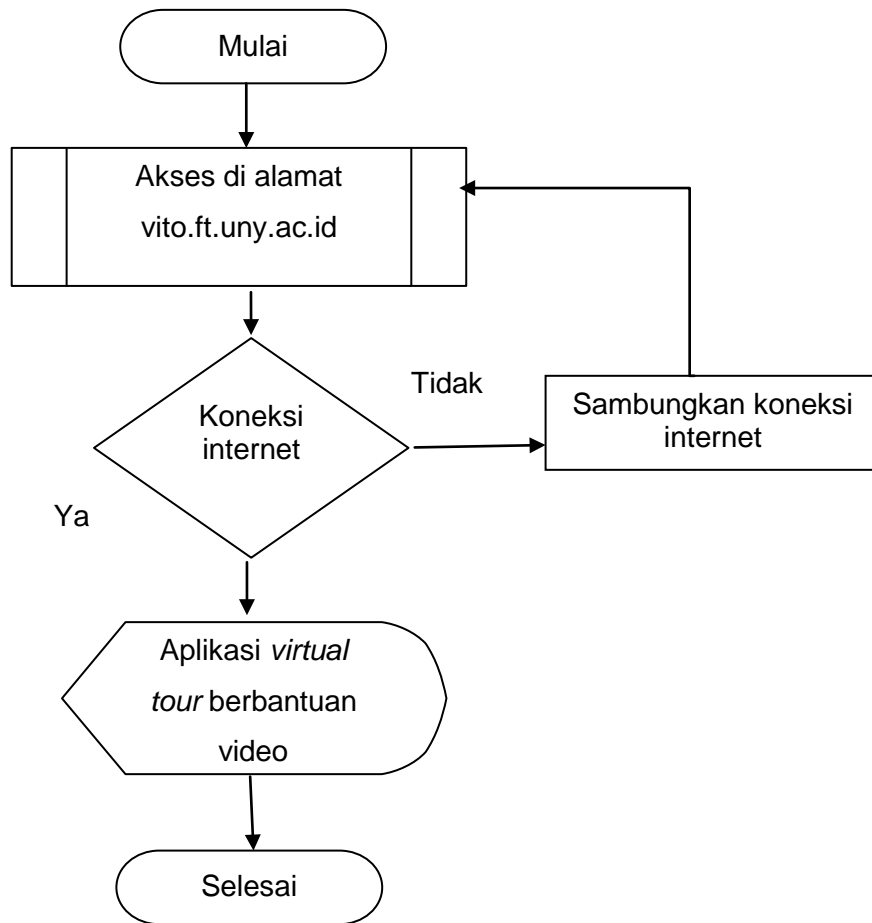 Mulai
Akses di alamat
vito.ft.uny.ac.id
Koneksi
internet
Tidak
Sambungkan koneksi
internet
Ya
Aplikasi virtual
tour berbantuan
video
Selesai